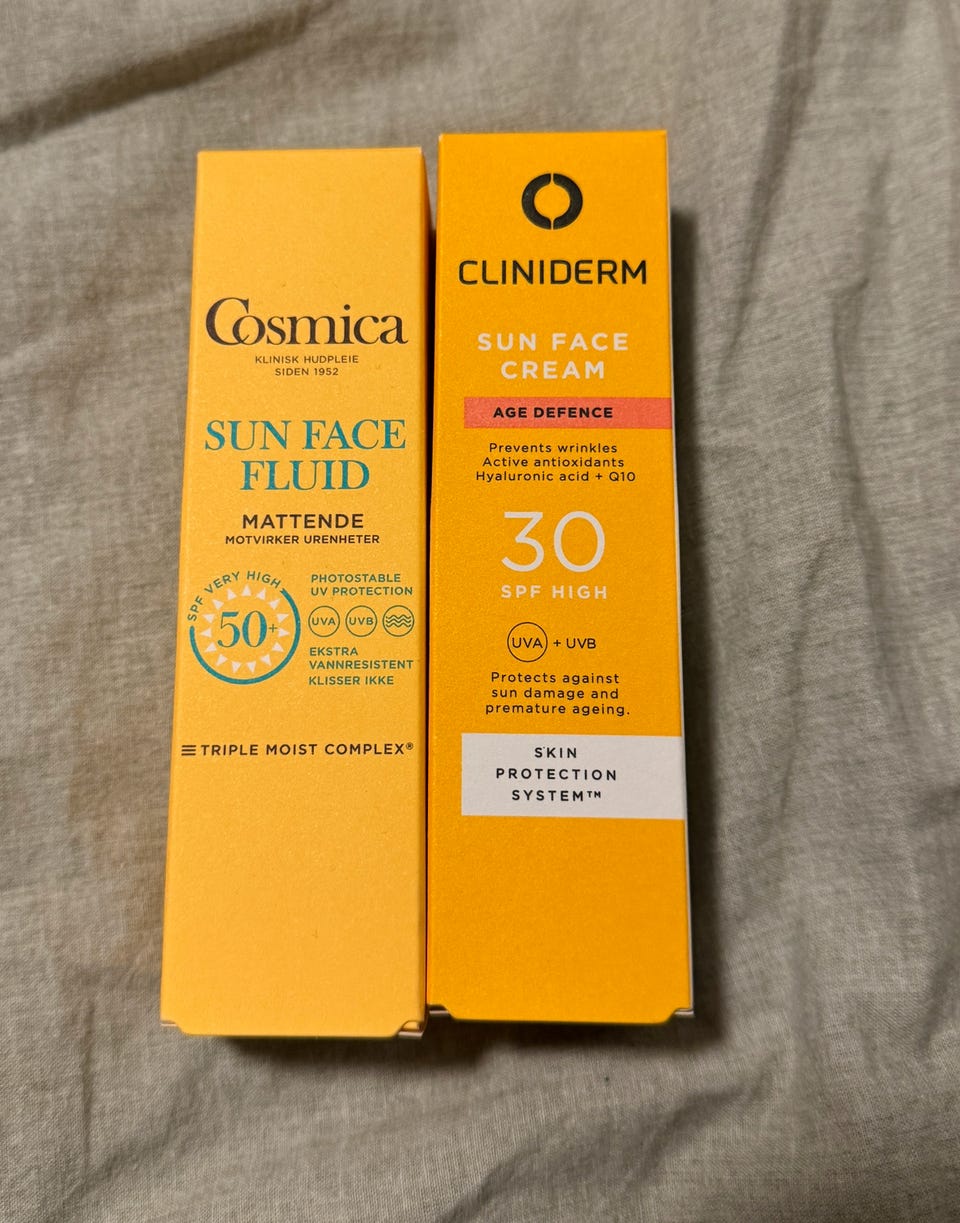 Cosmica
KLINISK HUDPLEIE
SIDEN 1952
SUN FACE
FLUID
MATTENDE
MOTVIRKER URENHETER
SPF VERY HIGH
50+
PHOTOSTABLE
UV PROTECTION
UVA UVB
EKSTRA
VANNRESISTENT
KLISSER IKKE
TRIPLE MOIST COMPLEX®
CLINIDERM
SUN FACE
CREAM
AGE DEFENCE
Prevents wrinkles
Active antioxidants
Hyaluronic acid + Q10
30
SPF HIGH
UVA + UVB
Protects against
sun damage and
premature ageing.
SKIN
PROTECTION
SYSTEM™